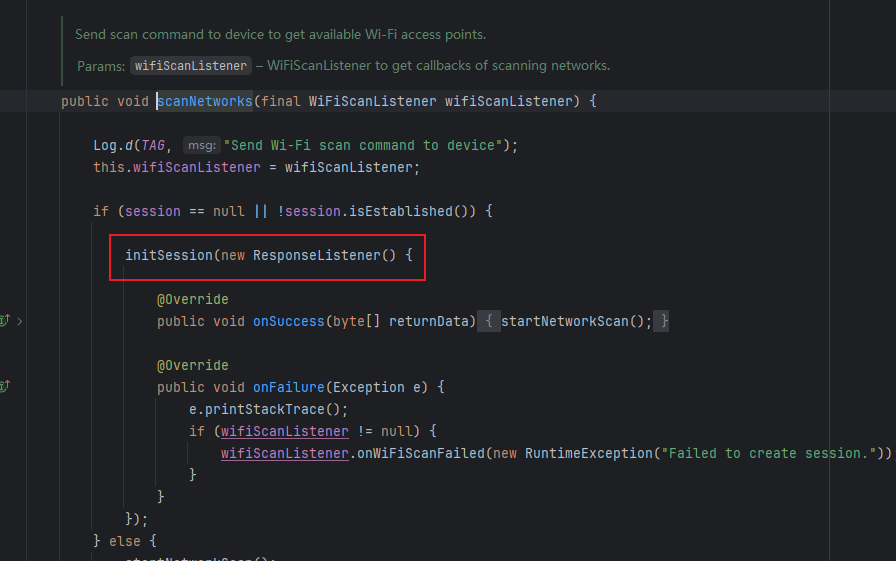 Send scan command to device to get available Wi-Fi access points.
Params: wifiScanListener – WiFiScanListener to get callbacks of scanning networks.
public void scanNetworks(final WiFiScanListener wifiScanListener) {
Log.d(TAG, msg: "Send Wi-Fi scan command to device");
this.wifiScanListener = wifiScanListener;
if (session == null || !session.isEstablished()) {
initSession(new ResponseListener() {
@Override
public void onSuccess(byte[] returnData) { startNetworkScan(); }
@Override
public void onFailure(Exception e) {
e.printStackTrace();
if (wifiScanListener != null) {
wifiScanListener.onWiFiScanFailed(new RuntimeException("Failed to create session."))
}
}
});
} else {